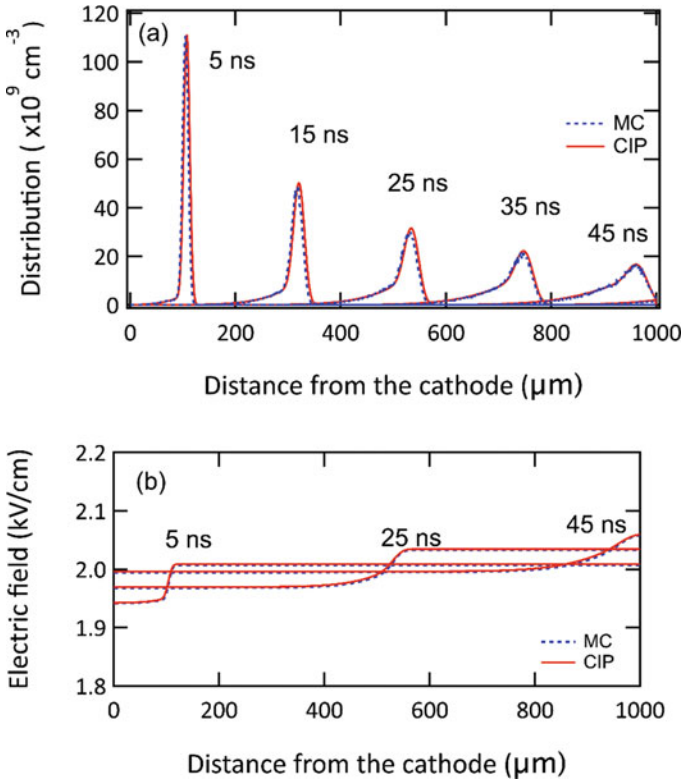 (a)
120
100
80
60
40
20
0
Distribution ( x10⁹ cm⁻³)
5 ns
15 ns
25 ns
35 ns
45 ns
MC
CIP
0 200 400 600 800 1000
Distance from the cathode (μm)
(b)
2.2
2.1
2.0
1.9
1.8
Electric field (kV/cm)
5 ns
25 ns
45 ns
MC
CIP
0 200 400 600 800 1000
Distance from the cathode (μm)